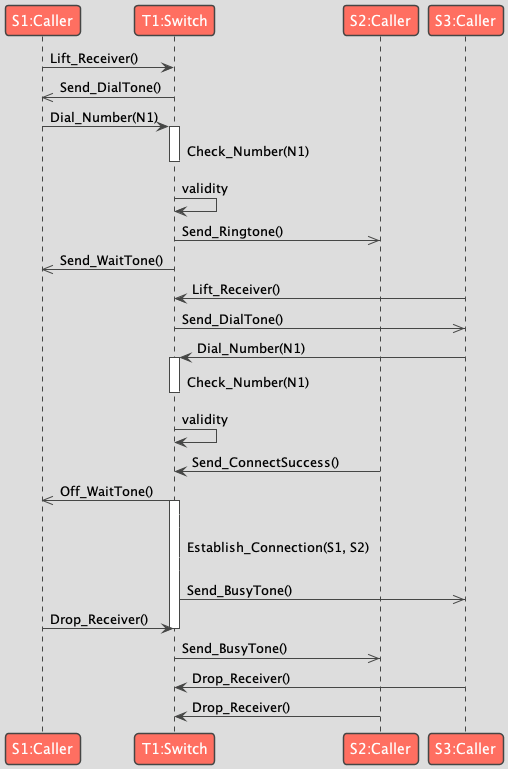 S1:Caller T1:Switch S2:Caller S3:Caller
Lift_Receiver()
Send_DialTone()
Dial_Number(N1)
Check_Number(N1)
validity
Send_Ringtone()
Send_WaitTone()
Lift_Receiver()
Send_DialTone()
Dial_Number(N1)
Check_Number(N1)
validity
Send_ConnectSuccess()
Off_WaitTone()
Establish_Connection(S1, S2)
Send_BusyTone()
Drop_Receiver()
Send_BusyTone()
Drop_Receiver()
Drop_Receiver()
S1:Caller T1:Switch S2:Caller S3:Caller